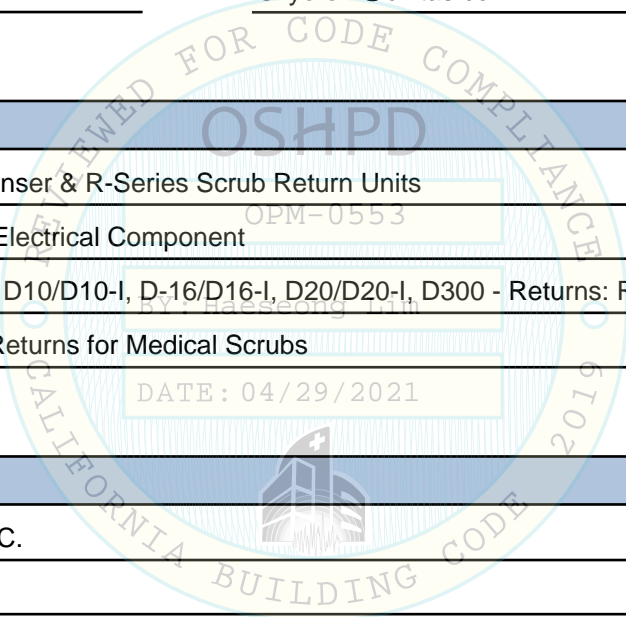 REVIEWED FOR CODE COMPLIANCE
OSHPD
nser & R-Series Scrub Return Units
OPM-0553
Electrical Component
D10/D10-I, D-16/D16-I, D20/D20-I, D300 - Returns:
BY: Haeseong Lim
Returns for Medical Scrubs
DATE: 04/29/2021
C.
CALIFORNIA BUILDING CODE 2019